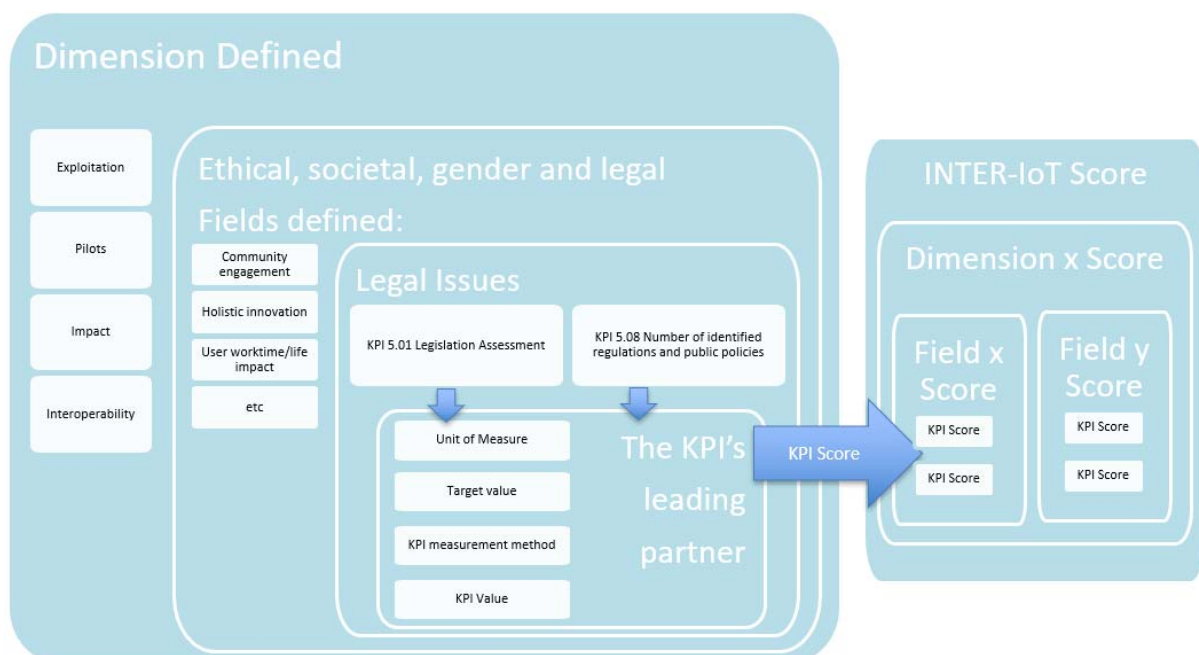 Dimension Defined
Exploitation
Pilots
Impact
Interoperability
Ethical, societal, gender and legal
Fields defined:
Community
engagement
Holistic innovation
User worktime/life
impact
etc
Legal Issues
KPI 5.01 Legislation Assessment
KPI 5.08 Number of identified
regulations and public policies
Unit of Measure
Target value
KPI measurement method
KPI Value
The KPI's
leading
partner
KPI Score
INTER-IoT Score
Dimension x Score
Field x
Score
KPI Score
KPI Score
Field y
Score
KPI Score
KPI Score